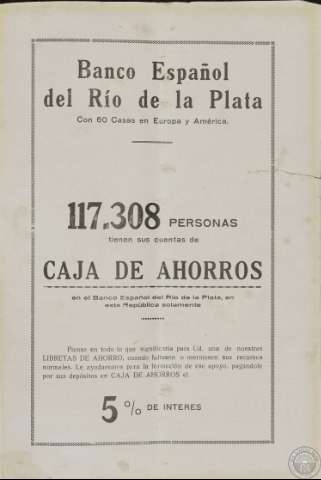 Banco Español
del Río de la Plata
Con 60 Casas en Europa y América.
117.308 PERSONAS
tienen sus cuentas de
CAJA DE AHORROS
en el Banco Español del Río de la Plata, en
esta República solamente
Piense en todo lo que significaría para Ud. una de nuestras
LIBRETAS DE AHORRO, cuando faltasen o mermasen sus recursos
normales. Le ayudaremos para la formación de ese apoyo, pagándole
por sus depósitos en CAJA DE AHORROS el
5 % DE INTERES